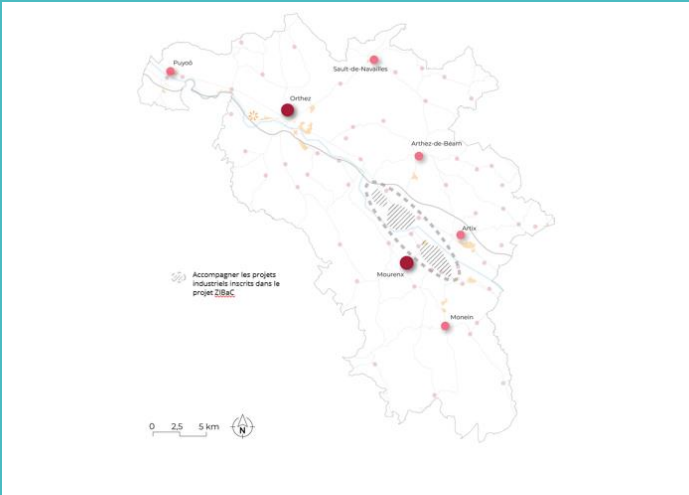 Puyoô
Sault-de-Navailles
Orthez
Arthez-de-Béarn
Artix
Mourenx
Accompagner les projets
industriels inscrits dans le
projet ZIBaC
Monein
0 2,5 5 km
N